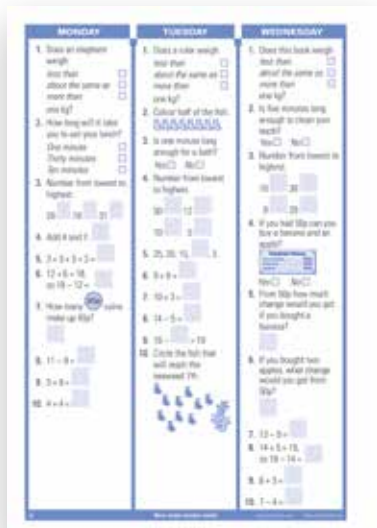 MONDAY
1. Does an elephant
weigh
less than
about the same as
more than
one kg?
2. How long will it take
you to eat your lunch?
One minute
Thirty minutes
Ten minutes
3. Number from lowest to
highest.
4. Add 4 and 7.
5. 3 + 3 + 3 =
6. 12 + 6 = 18,
so 18 − 12 =
7. How many coins
make up 60p?
8. 11 − 9 =
9. 3 + 8 =
10. 4 + 4 =
TUESDAY
1. Does a ruler weigh
less than
about the same as
more than
one kg?
2. Colour half of the fish.
3. Is one minute long
enough for a bath?
Yes No
4. Number from lowest
to highest.
5. 25, 20, 15, , 5
6. 9 + 9 =
7. 10 + 3 =
8. 14 − 5 =
9. 10 = 19
10. Circle the fish that
will reach the
seaweed 7th.
WEDNESDAY
1. Does this book weigh
less than
about the same as
more than
one kg?
2. Is five minutes long
enough to clean your
teeth?
Yes No
3. Number from lowest to
highest.
4. If you had 50p can you
buy a banana and an
apple?
Yes No
5. From 50p how much
change would you get
if you bought a
banana?
6. If you bought two
apples, what change
would you get from
50p?
7. 13 − 5 =
8. 14 + 5 = 19,
so 19 − 14 =
9. 6 + 5 =
10. 7 − 4 =